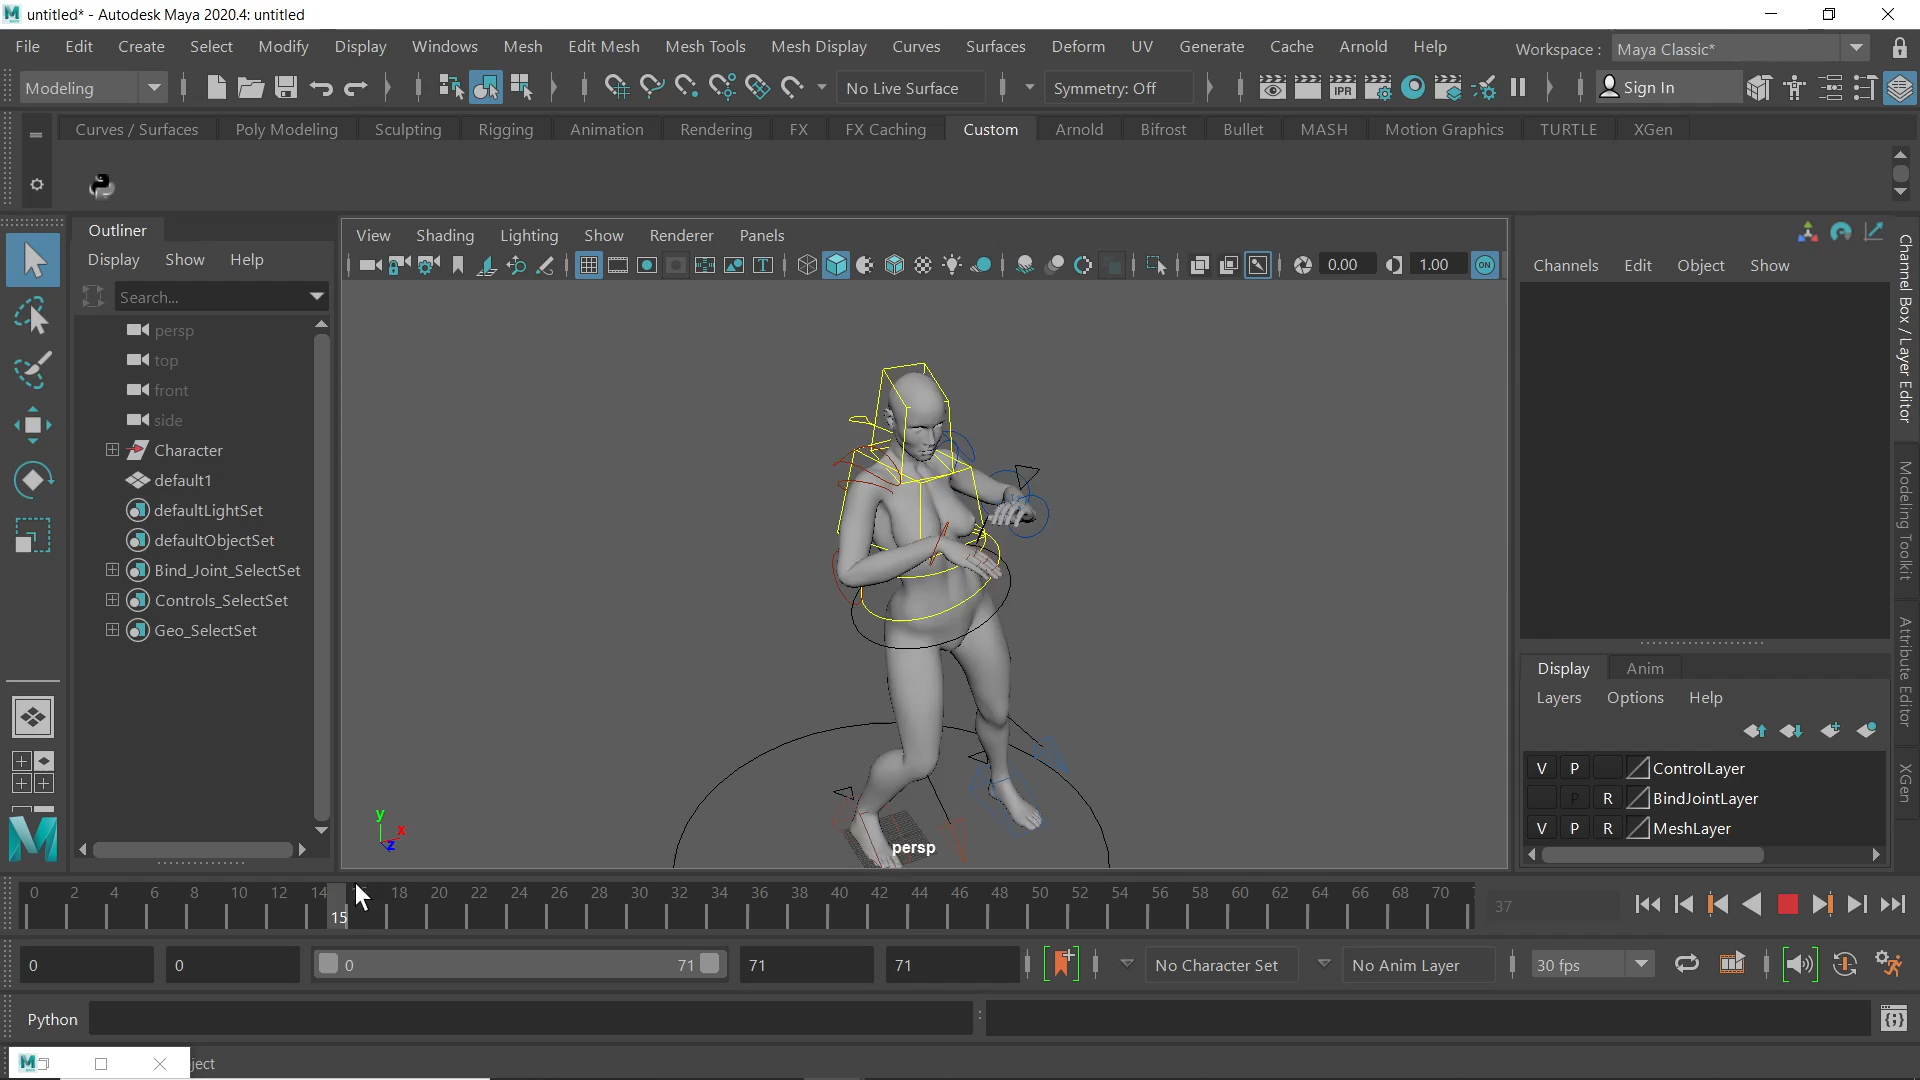 untitled* - Autodesk Maya 2020.4: untitled
File Edit Create Select Modify Display Windows Mesh Edit Mesh Mesh Tools Mesh Display Curves Surfaces Deform UV Generate Cache Arnold Help Workspace : Maya Classic*
Modeling No Live Surface Symmetry: Off IPR Sign In
Curves / Surfaces Poly Modeling Sculpting Rigging Animation Rendering FX FX Caching Custom Arnold Bifrost Bullet MASH Motion Graphics TURTLE XGen
Outliner
Display Show Help
Search...
persp
top
front
side
Character
default1
defaultLightSet
defaultObjectSet
Bind_Joint_SelectSet
Controls_SelectSet
Geo_SelectSet
View Shading Lighting Show Renderer Panels
0.00 1.00 ON
y
x
z
persp
Channels Edit Object Show
Display Anim
Layers Options Help
V P ControlLayer
P R BindJointLayer
V P R MeshLayer
Channel Box / Layer Editor
Modeling Toolkit
Attribute Editor
XGen
0 2 4 6 8 10 12 14 18 20 22 24 26 28 30 32 34 36 38 40 42 44 46 48 50 52 54 56 58 60 62 64 66 68 70
15
37
0 0 0 71 71 71 No Character Set No Anim Layer 30 fps
Python :
ject